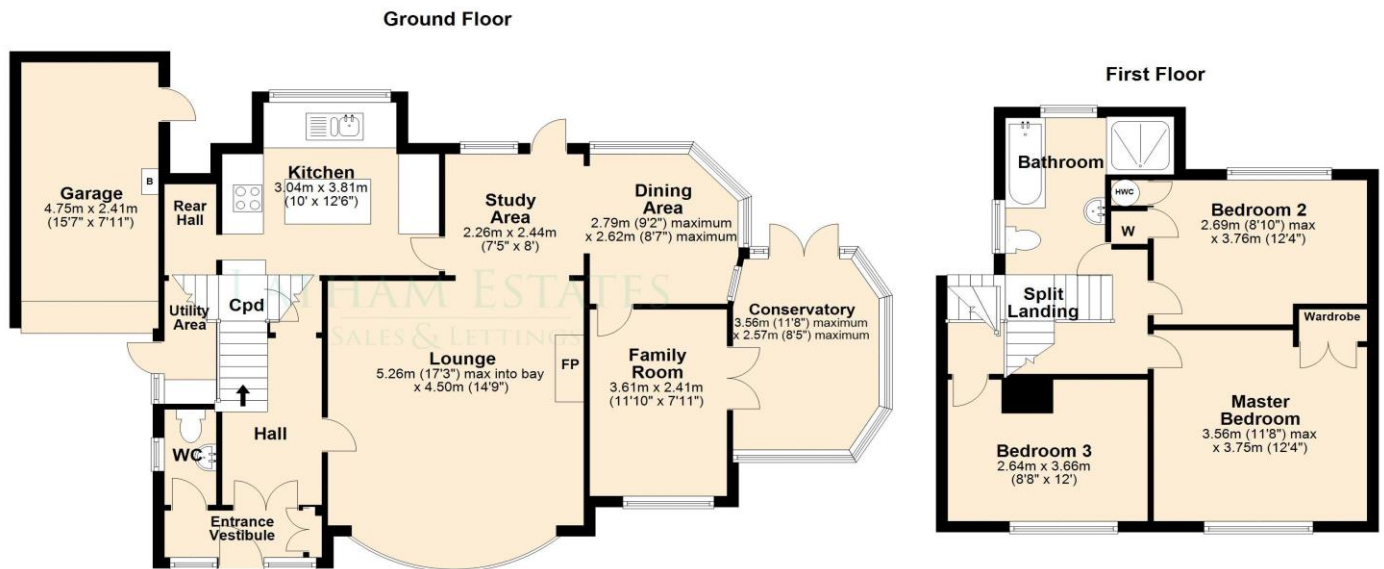 Ground Floor
Garage
4.75m x 2.41m
(15'7" x 7'11")
B
Rear
Hall
Kitchen
3.04m x 3.81m
(10' x 12'6")
Study
Area
2.26m x 2.44m
(7'5" x 8')
Dining
Area
2.79m (9'2") maximum
x 2.62m (8'7") maximum
Conservatory
3.56m (11'8") maximum
x 2.57m (8'5") maximum
Utility
Area
Cpd
LATHAM ESTATES
SALES & LETTINGS
Lounge
5.26m (17'3") max into bay
x 4.50m (14'9")
FP
Family
Room
3.61m x 2.41m
(11'10" x 7'11")
Hall
WC
Entrance
Vestibule
First Floor
Bathroom
HWC
W
Bedroom 2
2.69m (8'10") max
x 3.76m (12'4")
Split
Landing
Wardrobe
Master
Bedroom
3.56m (11'8") max
x 3.75m (12'4")
Bedroom 3
2.64m x 3.66m
(8'8" x 12')